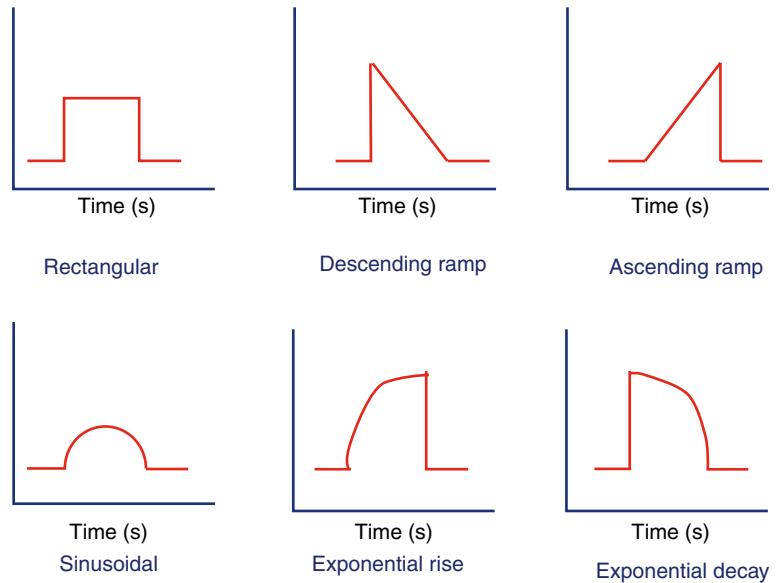 Time (s)
Time (s)
Time (s)
Rectangular
Descending ramp
Ascending ramp
Time (s)
Time (s)
Time (s)
Sinusoidal
Exponential rise
Exponential decay